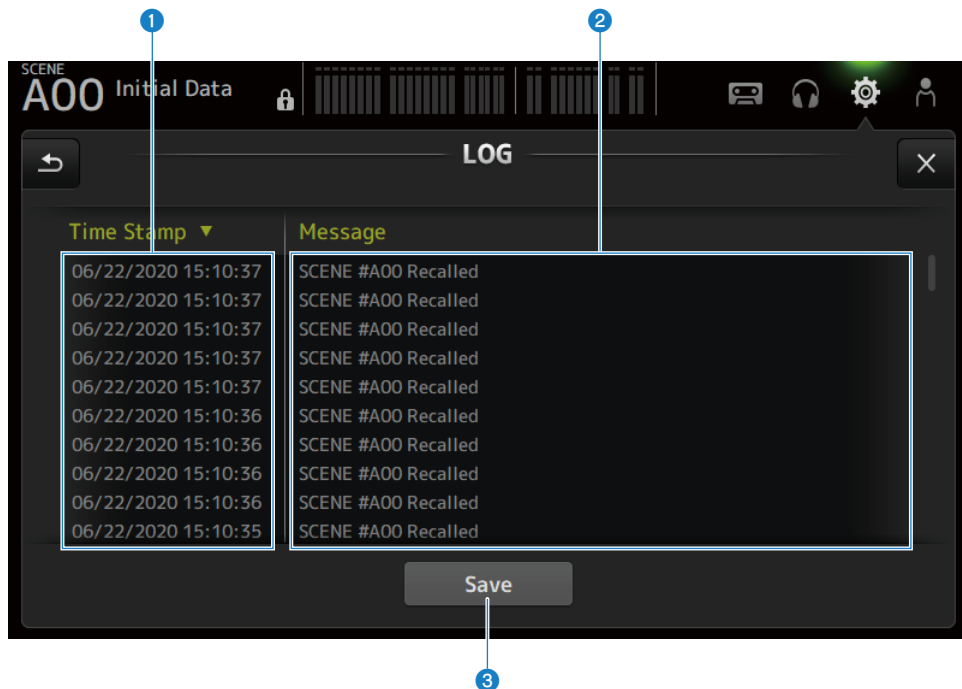 1 2
SCENE
A00 Initial Data
LOG
Time Stamp ▼ Message
06/22/2020 15:10:37 SCENE #A00 Recalled
06/22/2020 15:10:37 SCENE #A00 Recalled
06/22/2020 15:10:37 SCENE #A00 Recalled
06/22/2020 15:10:37 SCENE #A00 Recalled
06/22/2020 15:10:37 SCENE #A00 Recalled
06/22/2020 15:10:36 SCENE #A00 Recalled
06/22/2020 15:10:36 SCENE #A00 Recalled
06/22/2020 15:10:36 SCENE #A00 Recalled
06/22/2020 15:10:36 SCENE #A00 Recalled
06/22/2020 15:10:35 SCENE #A00 Recalled
Save
3